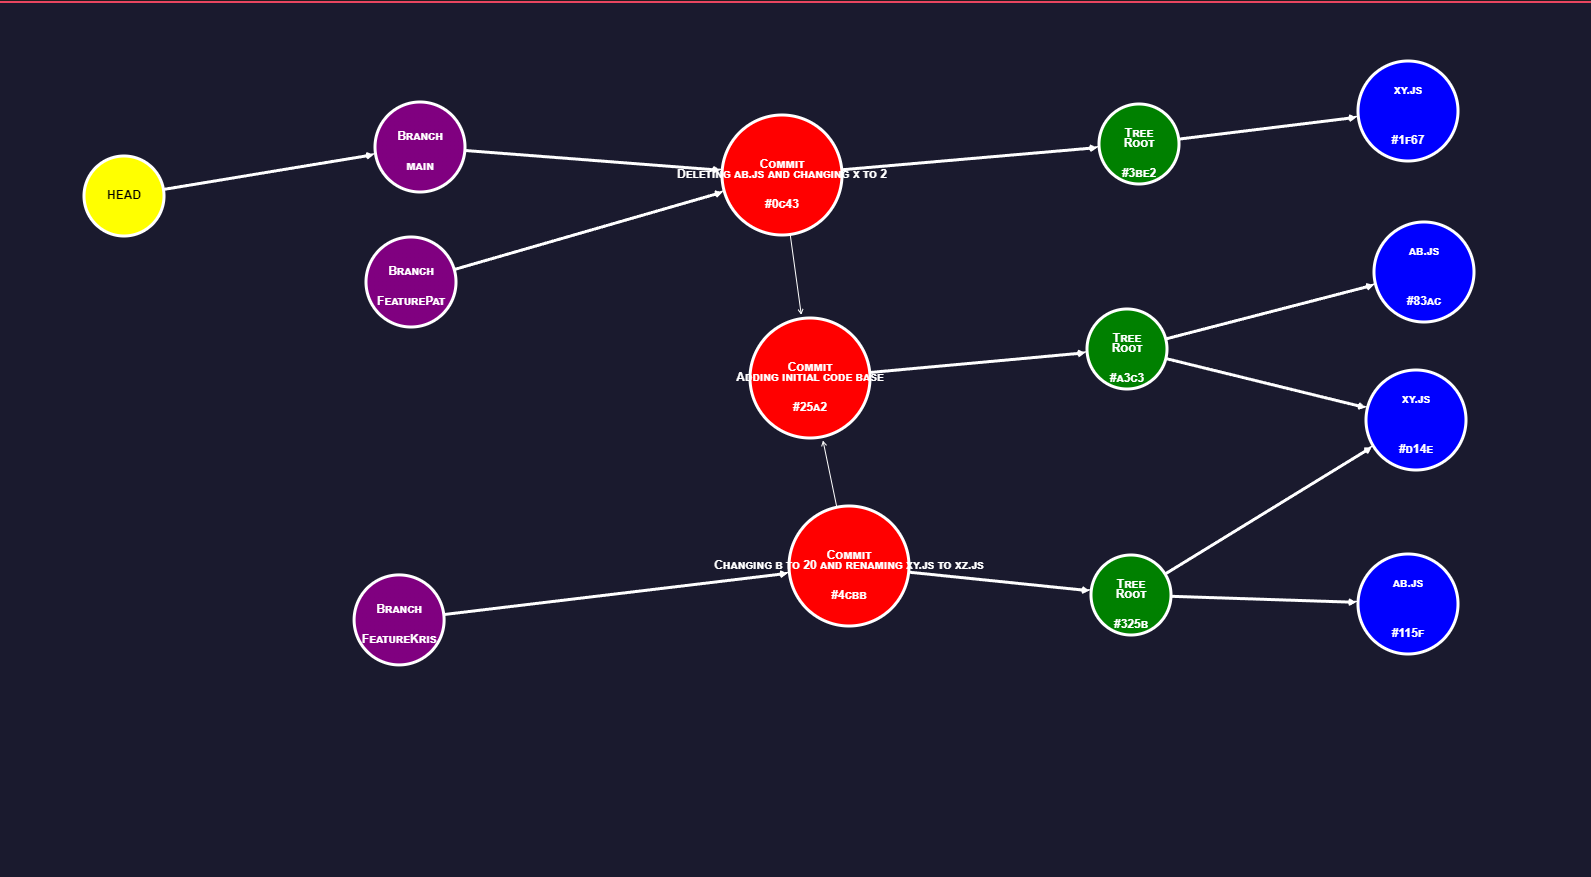 HEAD
Branch
main
Branch
FeaturePat
Branch
FeatureKris
Commit
Deleting ab.js and changing x to 2
#0c43
Commit
Adding initial code base
#25a2
Commit
Changing b to 20 and renaming xy.js to xz.js
#4cbb
Tree
Root
#3be2
Tree
Root
#a3c3
Tree
Root
#325b
xy.js
#1f67
ab.js
#83ac
xy.js
#d14e
ab.js
#115f